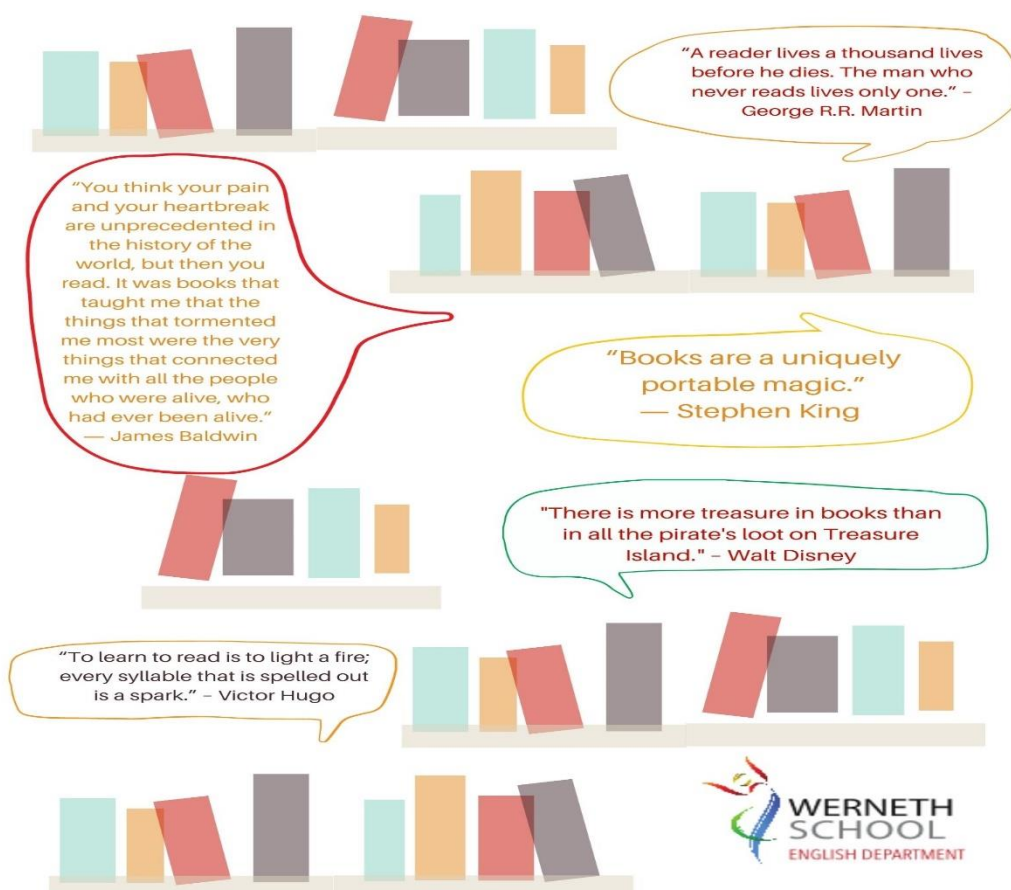 “A reader lives a thousand lives
before he dies. The man who
never reads lives only one.” –
George R.R. Martin
“You think your pain
and your heartbreak
are unprecedented in
the history of the
world, but then you
read. It was books that
taught me that the
things that tormented
me most were the very
things that connected
me with all the people
who were alive, who
had ever been alive.”
— James Baldwin
“Books are a uniquely
portable magic.”
— Stephen King
"There is more treasure in books than
in all the pirate's loot on Treasure
Island." – Walt Disney
“To learn to read is to light a fire;
every syllable that is spelled out
is a spark.” – Victor Hugo
WERNETH
SCHOOL
ENGLISH DEPARTMENT